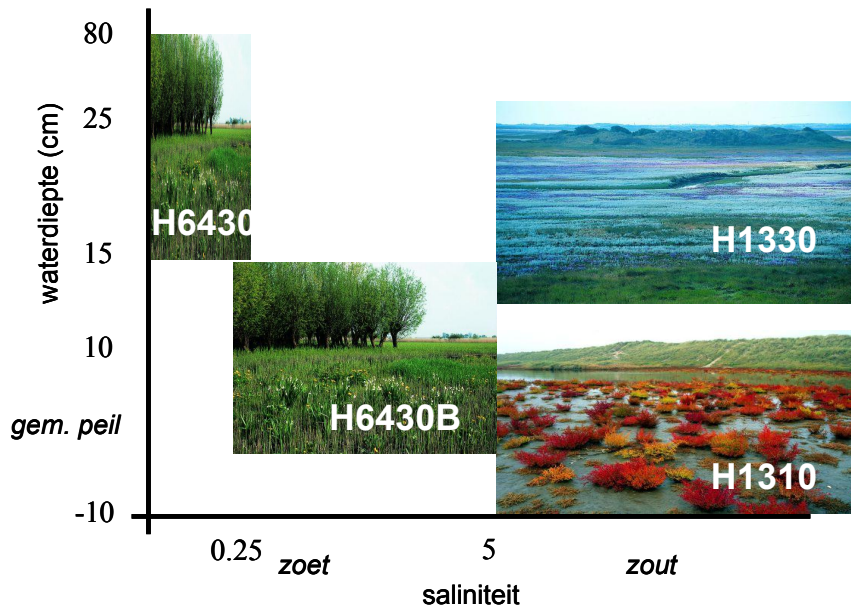 80
25
waterdiepte (cm)
H6430
H1330
15
10
H6430B
gem. peil
H1310
-10
0.25
5
zoet
zout
saliniteit